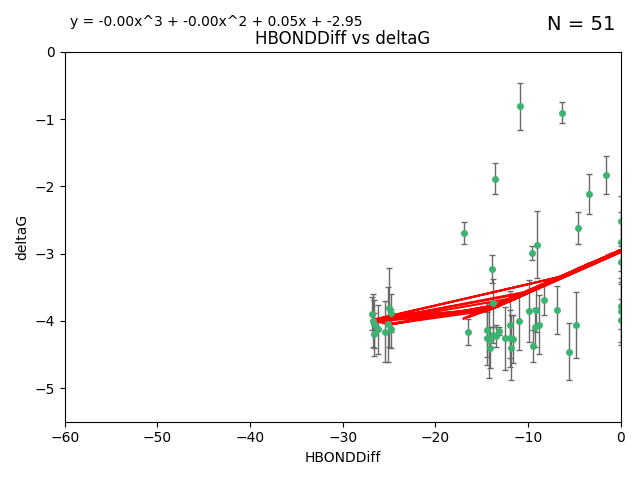 y = -0.00x^3 + -0.00x^2 + 0.05x + -2.95
N = 51
HBONDDiff vs deltaG
0
−1
−2
−3
−4
−5
deltaG
−60 −50 −40 −30 −20 −10 0
HBONDDiff